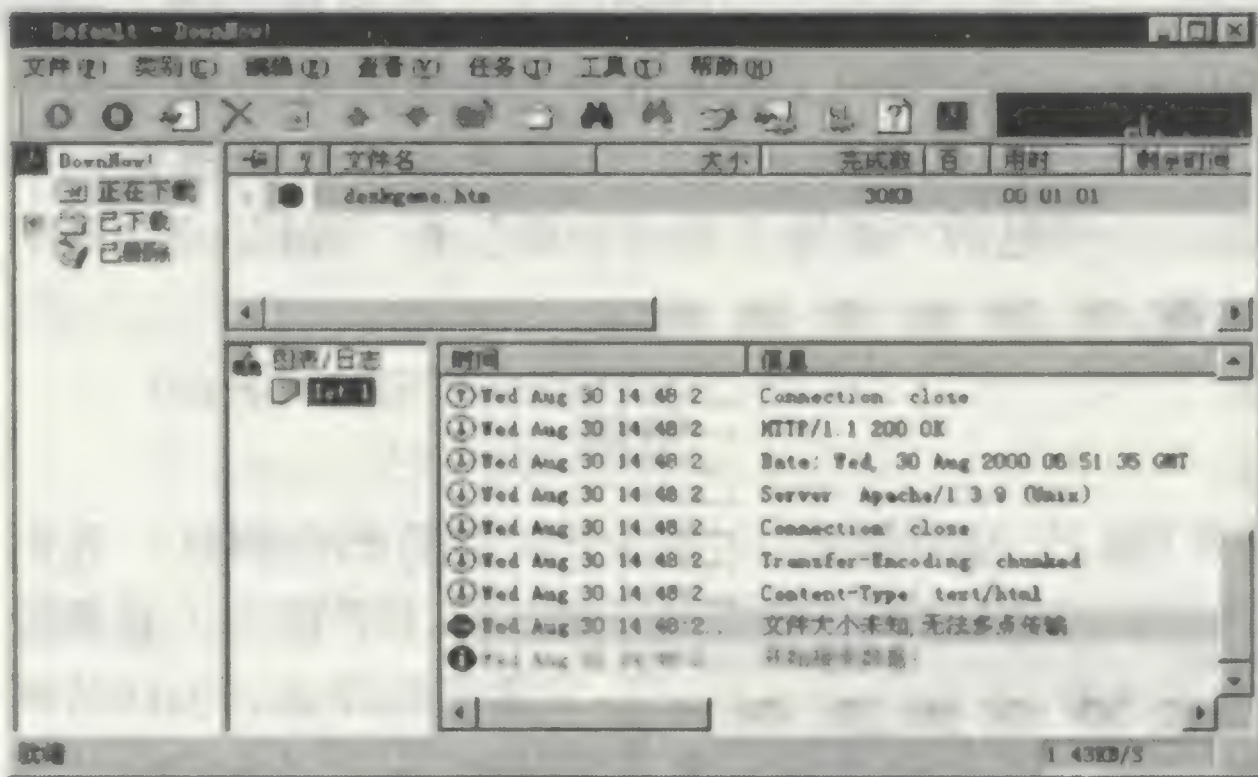 Default - DownNow!
文件(F) 类别(C) 编辑(E) 查看(V) 任务(J) 工具(T) 帮助(H)
DownNow!
正在下载
已下载
已删除
文件名 大小 完成数 百 用时 剩余时间
30KB 00 01 01
图表/日志
时间 信息
Wed Aug 30 14 48 2 Connection close
Wed Aug 30 14 48 2 HTTP/1.1 200 OK
Wed Aug 30 14 48 2 Date: Wed, 30 Aug 2000 06 51 35 GMT
Wed Aug 30 14 48 2 Server Apache/1 3 9 (Unix)
Wed Aug 30 14 48 2 Connection close
Wed Aug 30 14 48 2 Transfer-Encoding chunked
Wed Aug 30 14 48 2 Content-Type text/html
Wed Aug 30 14 48:2.. 文件大小未知,无法多点传输
就绪
1 43KB/S